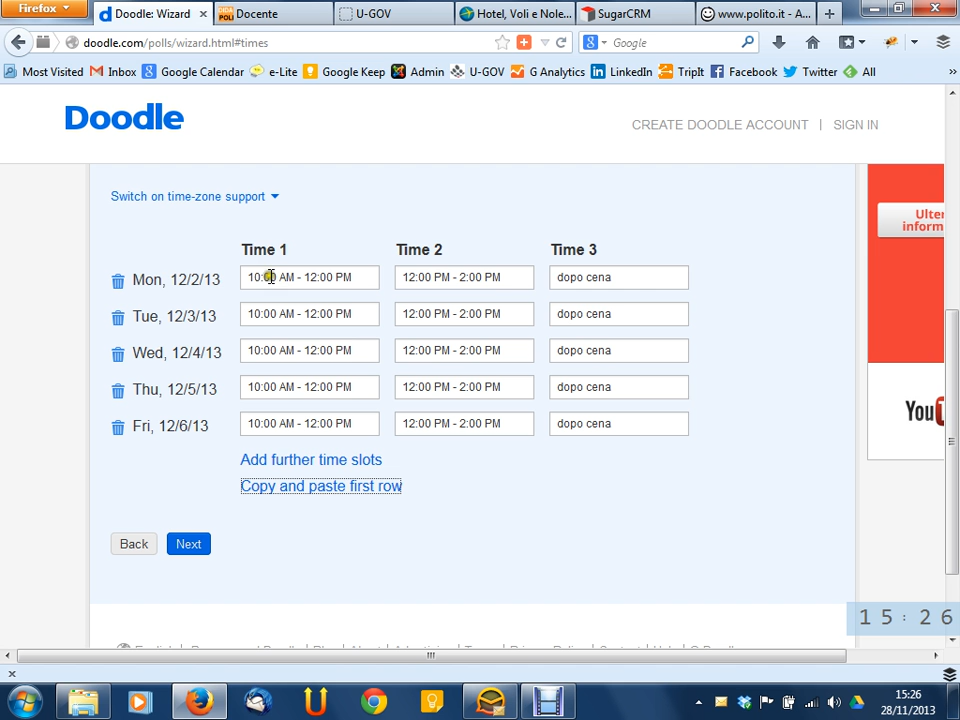 Firefox
Doodle: Wizard
Docente
U-GOV
Hotel, Voli e Nole...
SugarCRM
www.polito.it - A...
doodle.com/polls/wizard.html#times
Google
Most Visited Inbox Google Calendar e-Lite Google Keep Admin U-GOV G Analytics LinkedIn TripIt Facebook Twitter All
Doodle
CREATE DOODLE ACCOUNT | SIGN IN
Switch on time-zone support
Ulter
inform
Time 1 Time 2 Time 3
Mon, 12/2/13 10:00 AM - 12:00 PM 12:00 PM - 2:00 PM dopo cena
Tue, 12/3/13 10:00 AM - 12:00 PM 12:00 PM - 2:00 PM dopo cena
Wed, 12/4/13 10:00 AM - 12:00 PM 12:00 PM - 2:00 PM dopo cena
Thu, 12/5/13 10:00 AM - 12:00 PM 12:00 PM - 2:00 PM dopo cena
Fri, 12/6/13 10:00 AM - 12:00 PM 12:00 PM - 2:00 PM dopo cena
You
Add further time slots
Copy and paste first row
Back Next
15:26
15:26
28/11/2013